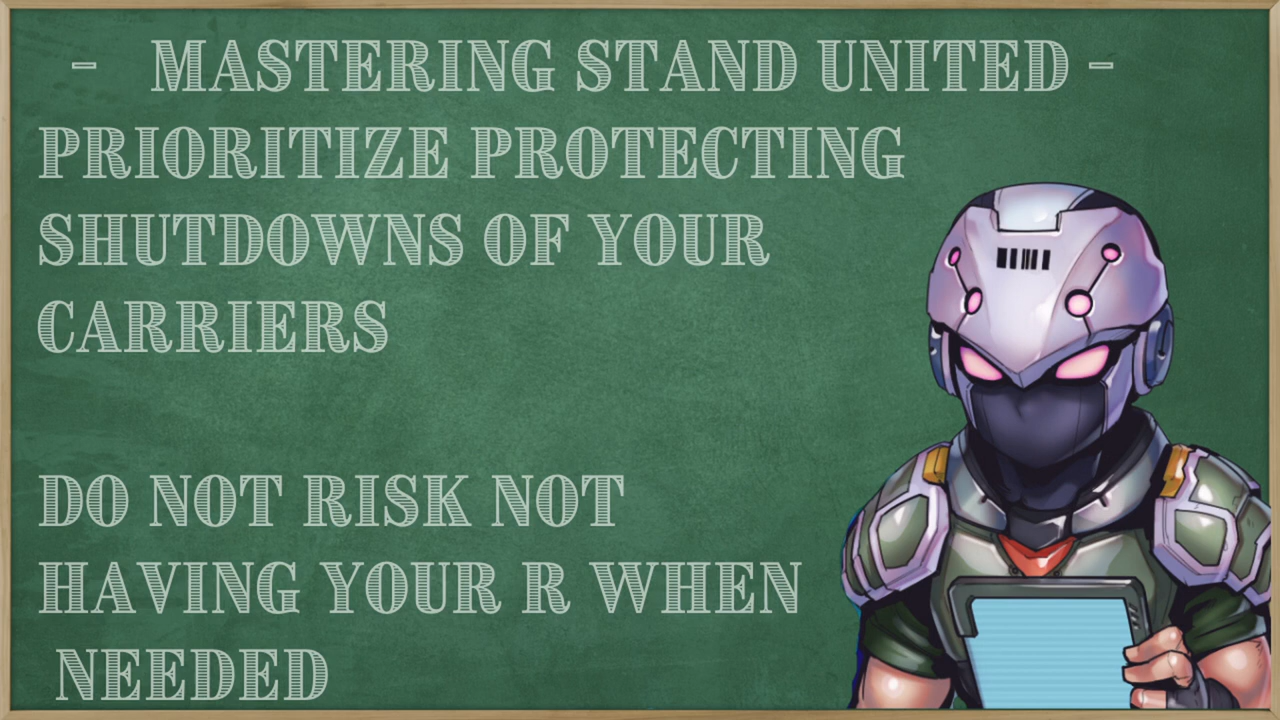 - MASTERING STAND UNITED -
PRIORITIZE PROTECTING
SHUTDOWNS OF YOUR
CARRIERS
DO NOT RISK NOT
HAVING YOUR R WHEN
NEEDED